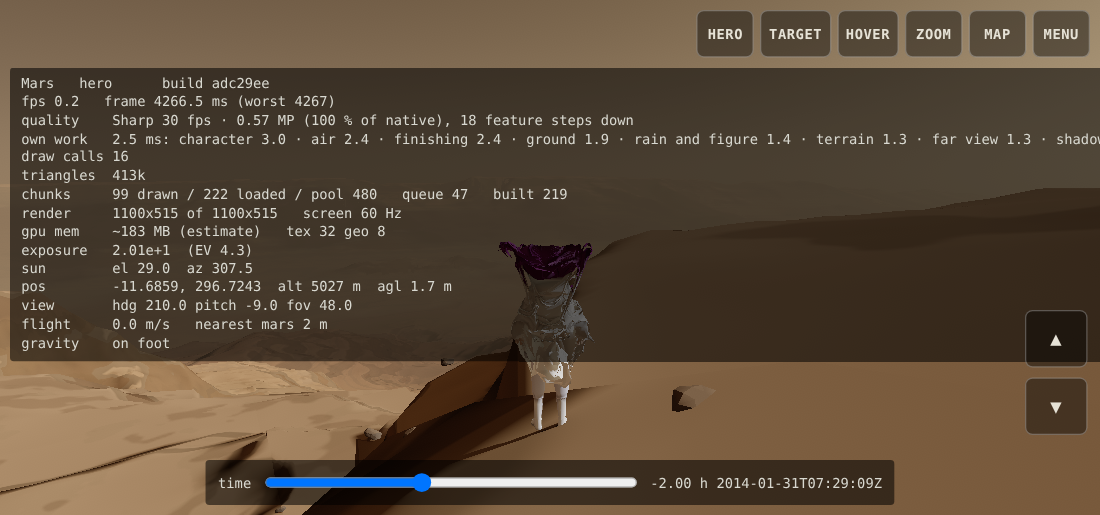 HERO TARGET HOVER ZOOM MAP MENU
Mars hero build adc29ee
fps 0.2 frame 4266.5 ms (worst 4267)
quality Sharp 30 fps · 0.57 MP (100 % of native), 18 feature steps down
own work 2.5 ms: character 3.0 · air 2.4 · finishing 2.4 · ground 1.9 · rain and figure 1.4 · terrain 1.3 · far view 1.3 ·
draw calls 16
triangles 413k
chunks 99 drawn / 222 loaded / pool 480 queue 47 built 219
render 1100x515 of 1100x515 screen 60 Hz
gpu mem ~183 MB (estimate) tex 32 geo 8
exposure 2.01e+1 (EV 4.3)
sun el 29.0 az 307.5
pos -11.6859, 296.7243 alt 5027 m agl 1.7 m
view hdg 210.0 pitch -9.0 fov 48.0
flight 0.0 m/s nearest mars 2 m
gravity on foot
▲
▼
time -2.00 h 2014-01-31T07:29:09Z